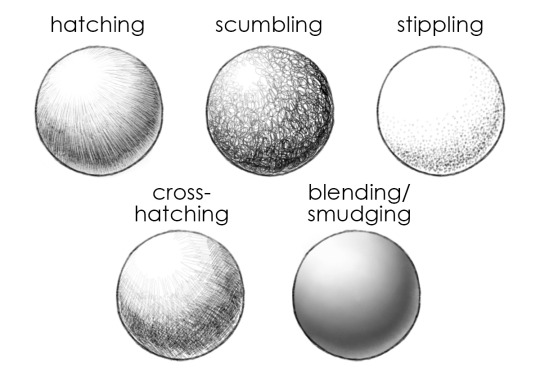 hatching
scumbling
stippling
cross-
hatching
blending/
smudging